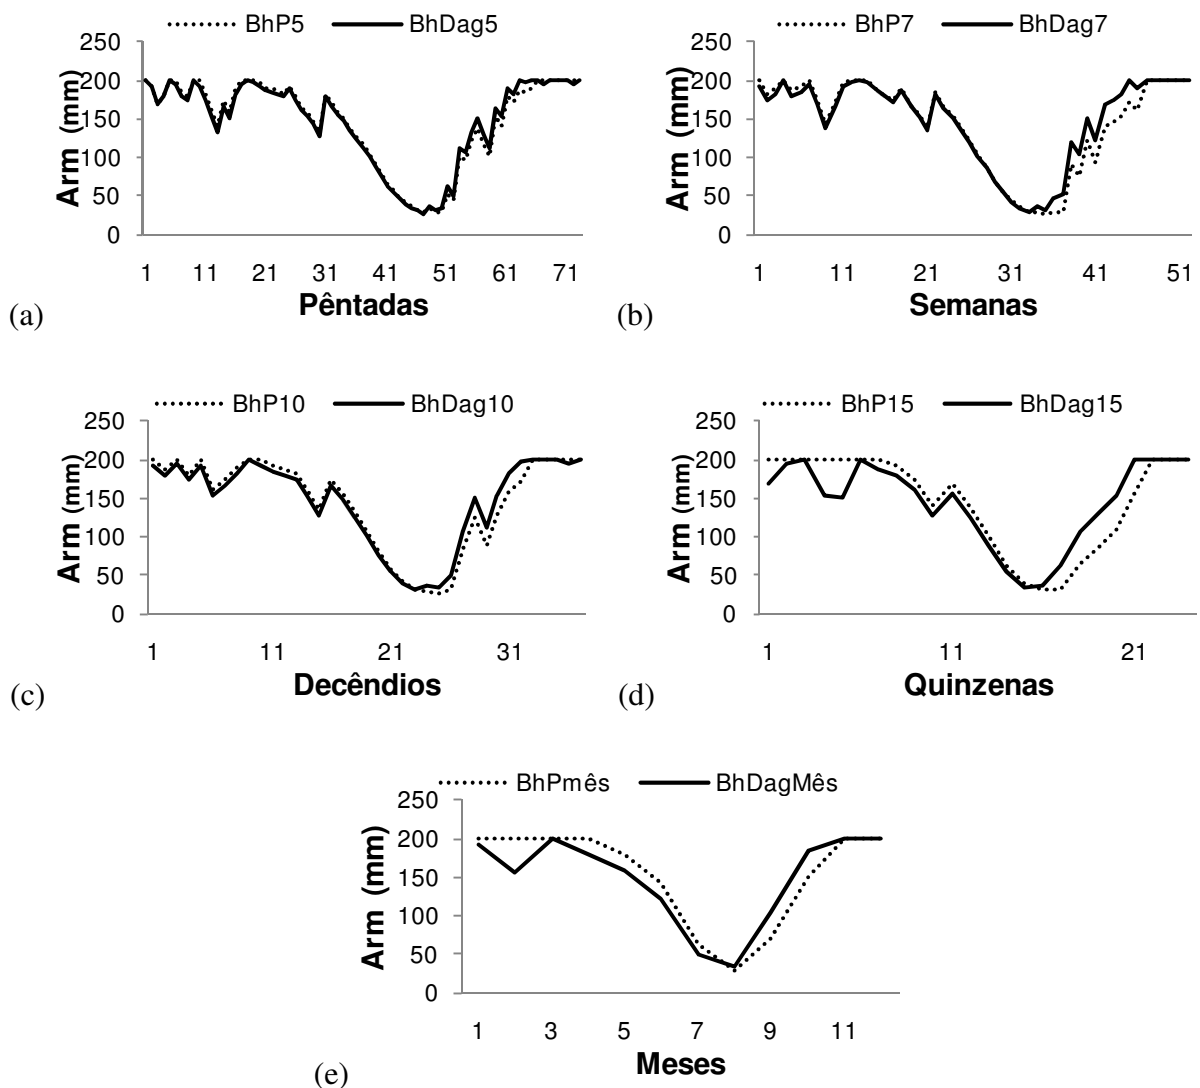 BhP5 BhDag5
250
200
150
100
50
0
Arm (mm)
1 11 21 31 41 51 61 71
Pêntadas
(a)
BhP7 BhDag7
250
200
150
100
50
0
Arm (mm)
1 11 21 31 41 51
Semanas
(b)
BhP10 BhDag10
250
200
150
100
50
0
Arm (mm)
1 11 21 31
Decêndios
(c)
BhP15 BhDag15
250
200
150
100
50
0
Arm (mm)
1 11 21
Quinzenas
(d)
BhPmês BhDagMês
250
200
150
100
50
0
Arm (mm)
1 3 5 7 9 11
Meses
(e)